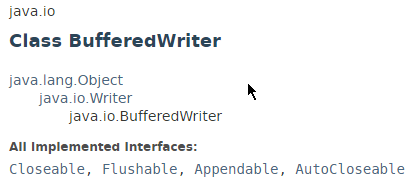 java.io
Class BufferedWriter
java.lang.Object
java.io.Writer
java.io.BufferedWriter
All Implemented Interfaces:
Closeable, Flushable, Appendable, AutoCloseable